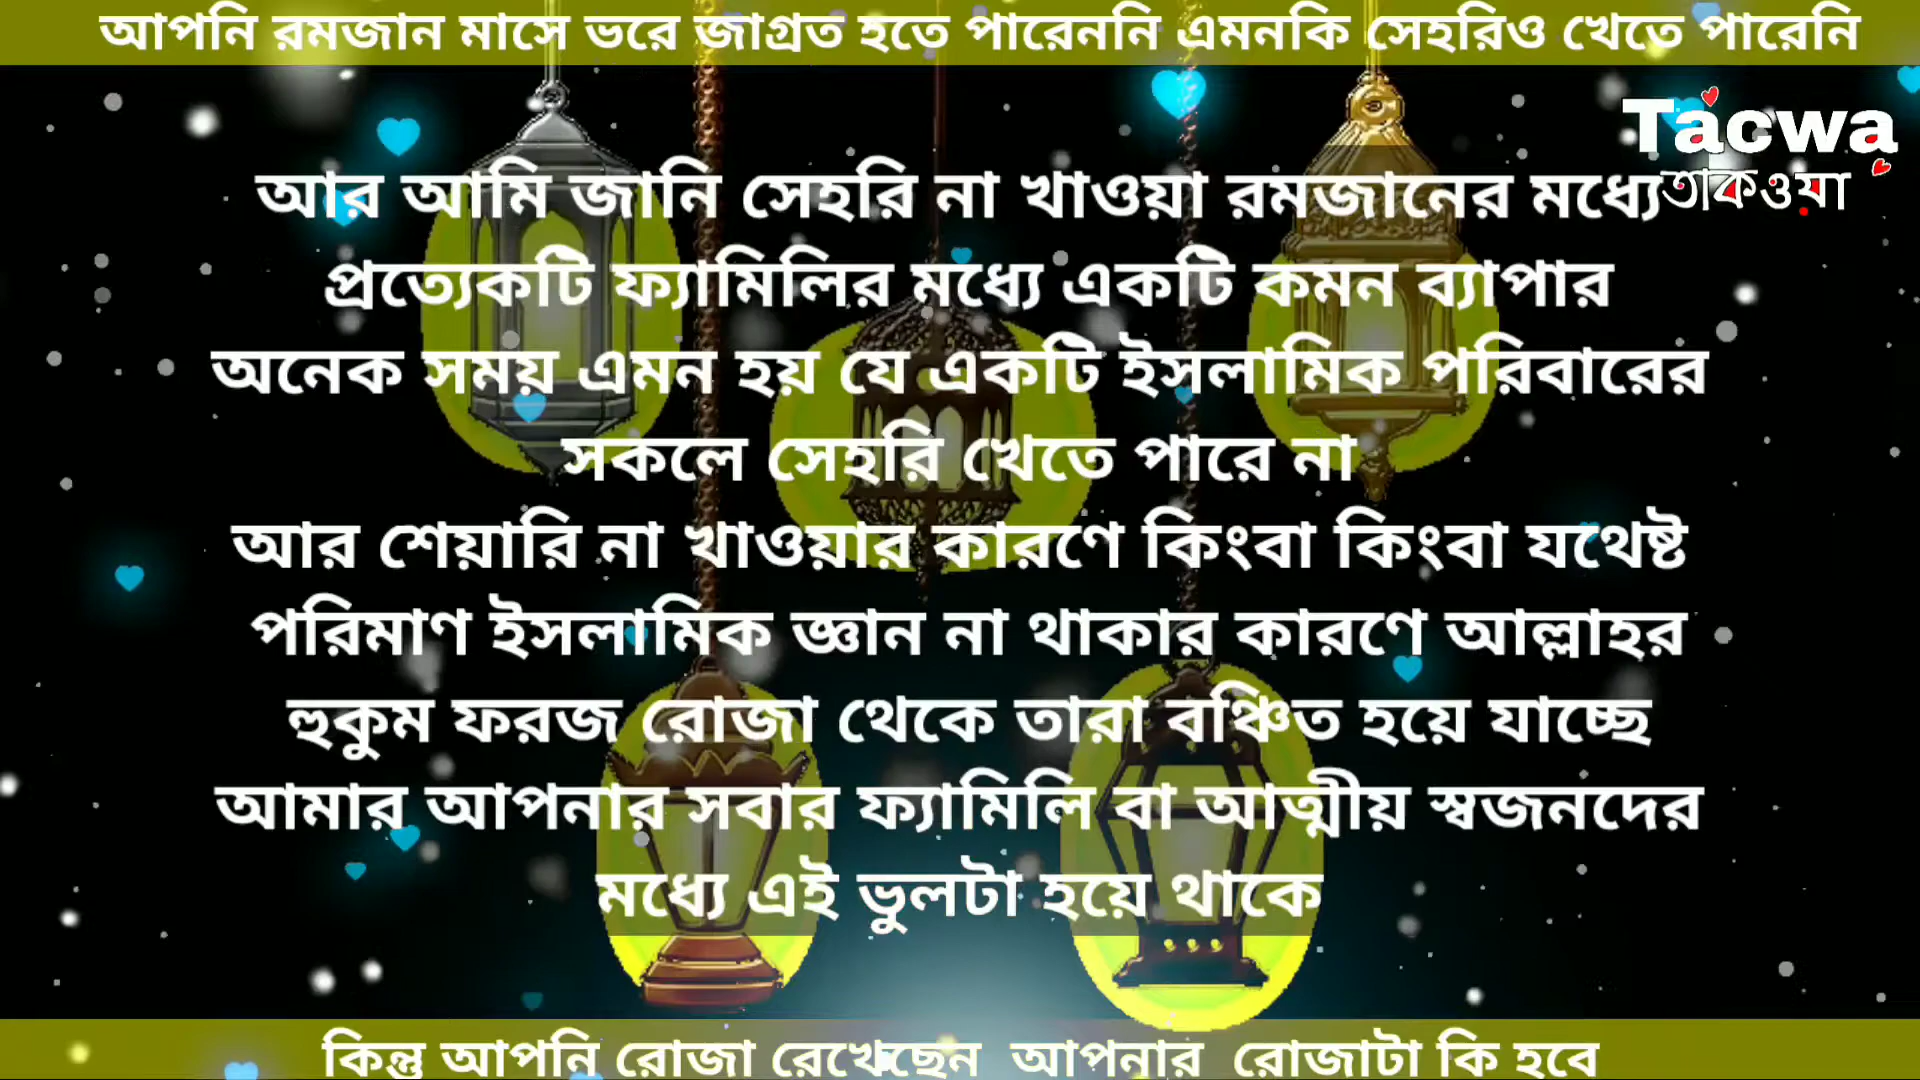 আপনি রমজান মাসে ভরে জাগ্রত হতে পারেননি এমনকি সেহরিও খেতে পারেনি
Tacwa
তাকওয়া
আর আমি জানি সেহরি না খাওয়া রমজানের মধ্যে
প্রত্যেকটি ফ্যামিলির মধ্যে একটি কমন ব্যাপার
অনেক সময় এমন হয় যে একটি ইসলামিক পরিবারের
সকলে সেহরি খেতে পারে না
আর শেয়ারি না খাওয়ার কারণে কিংবা কিংবা যথেষ্ট
পরিমাণ ইসলামিক জ্ঞান না থাকার কারণে আল্লাহর
হুকুম ফরজ রোজা থেকে তারা বঞ্চিত হয়ে যাচ্ছে
আমার আপনার সবার ফ্যামিলি বা আত্মীয় স্বজনদের
মধ্যে এই ভুলটা হয়ে থাকে
কিন্তু আপনি রোজা রেখেছেন আপনার রোজাটা কি হবে